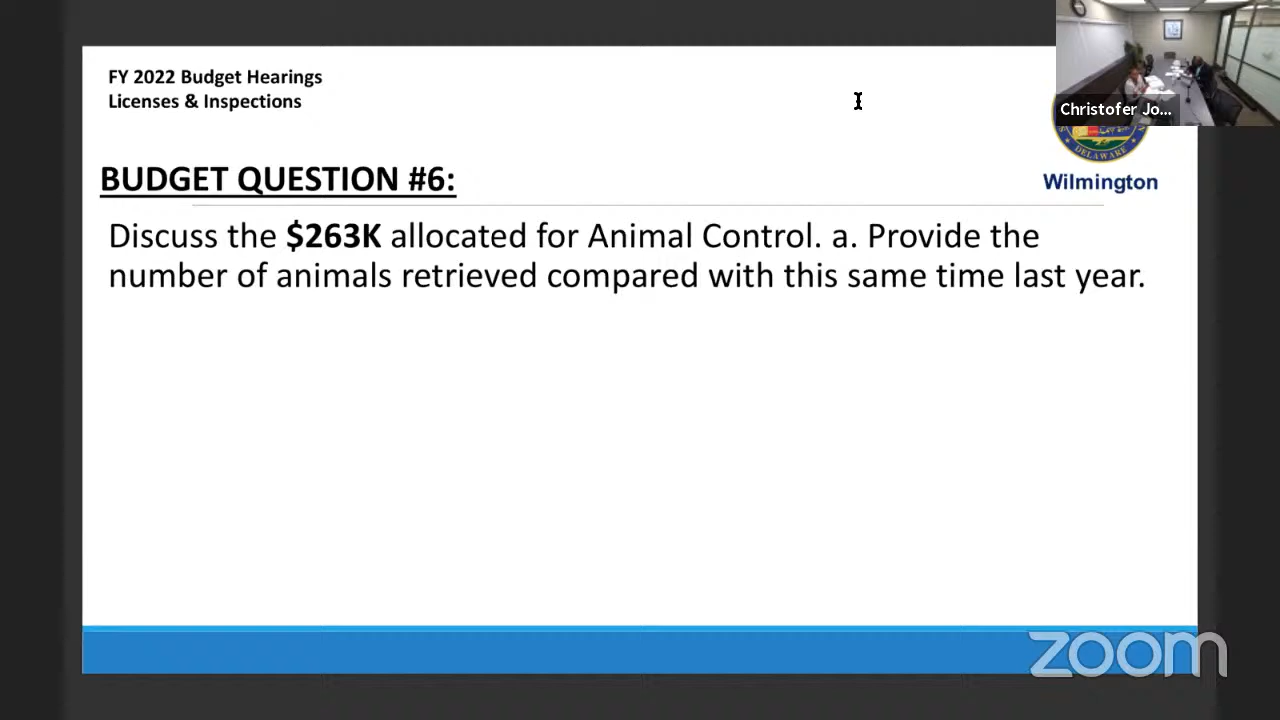 FY 2022 Budget Hearings
Licenses & Inspections
Christofer Jo...
DELAWARE
Wilmington
BUDGET QUESTION #6:
Discuss the $263K allocated for Animal Control. a. Provide the
number of animals retrieved compared with this same time last year.
zoom